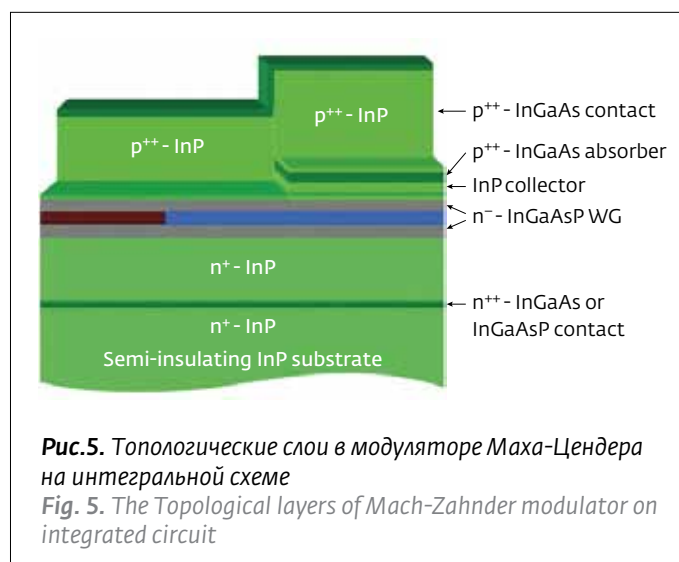 p⁺⁺ - InGaAs contact
p⁺⁺ - InP
p⁺⁺ - InGaAs absorber
p⁺⁺ - InP
InP collector
n⁻ - InGaAsP WG
n⁺ - InP
n⁺⁺ - InGaAs or
InGaAsP contact
n⁺ - InP
Semi-insulating InP substrate
Рис.5. Топологические слои в модуляторе Маха-Цендера
на интегральной схеме
Fig. 5. The Topological layers of Mach-Zahnder modulator on
integrated circuit